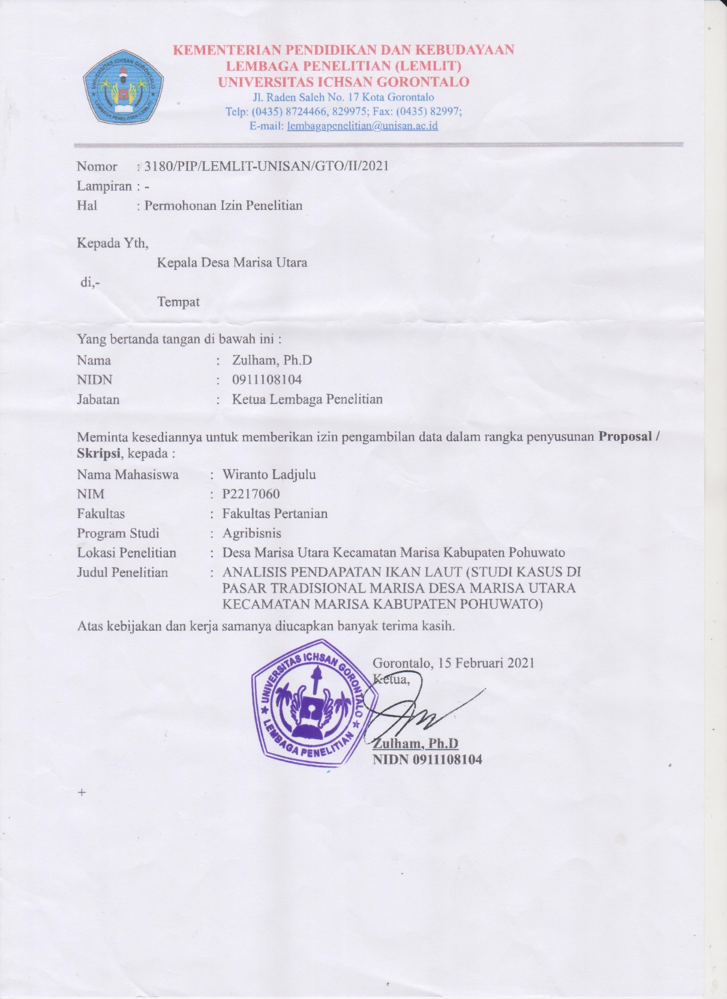 KEMENTERIAN PENDIDIKAN DAN KEBUDAYAAN
LEMBAGA PENELITIAN (LEMLIT)
UNIVERSITAS ICHSAN GORONTALO
Jl. Raden Saleh No. 17 Kota Gorontalo
Telp: (0435) 8724466, 829975; Fax: (0435) 82997;
E-mail: lembagapenelitian@unisan.ac.id
UNIVERSITAS ICHSAN GORONTALO
LEMBAGA PENELITIAN (LEMLIT)
Nomor : 3180/PIP/LEMLIT-UNISAN/GTO/II/2021
Lampiran : -
Hal : Permohonan Izin Penelitian
Kepada Yth,
Kepala Desa Marisa Utara
di,-
Tempat
Yang bertanda tangan di bawah ini :
Nama : Zulham, Ph.D
NIDN : 0911108104
Jabatan : Ketua Lembaga Penelitian
Meminta kesediannya untuk memberikan izin pengambilan data dalam rangka penyusunan Proposal /
Skripsi, kepada :
Nama Mahasiswa : Wiranto Ladjulu
NIM : P2217060
Fakultas : Fakultas Pertanian
Program Studi : Agribisnis
Lokasi Penelitian : Desa Marisa Utara Kecamatan Marisa Kabupaten Pohuwato
Judul Penelitian : ANALISIS PENDAPATAN IKAN LAUT (STUDI KASUS DI
PASAR TRADISIONAL MARISA DESA MARISA UTARA
KECAMATAN MARISA KABUPATEN POHUWATO)
Atas kebijakan dan kerja samanya diucapkan banyak terima kasih.
Gorontalo, 15 Februari 2021
Ketua,
UNIVERSITAS ICHSAN GORONTALO
LEMBAGA PENELITIAN
Zulham, Ph.D
NIDN 0911108104
+